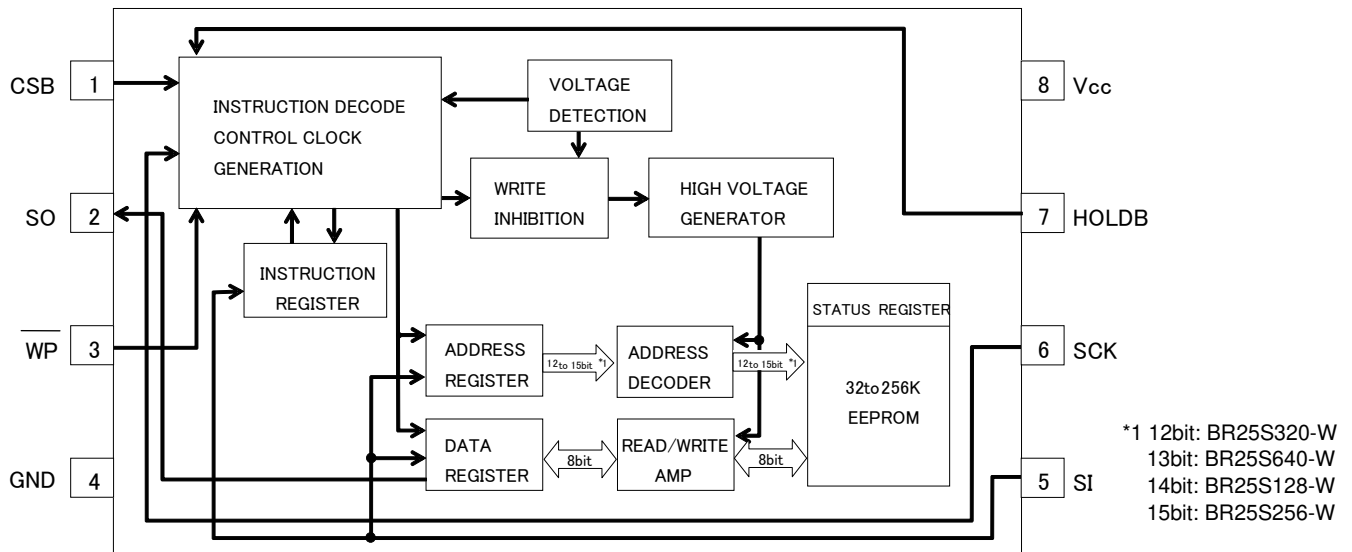 CSB 1
SO 2
WP 3
GND 4
INSTRUCTION DECODE
CONTROL CLOCK
GENERATION
VOLTAGE
DETECTION
WRITE
INHIBITION
HIGH VOLTAGE
GENERATOR
INSTRUCTION
REGISTER
ADDRESS
REGISTER
12to 15bit *1
ADDRESS
DECODER
12to 15bit *1
STATUS REGISTER
32to256K
EEPROM
DATA
REGISTER
8bit
READ/WRITE
AMP
8bit
8 Vcc
7 HOLDB
6 SCK
5 SI
*1 12bit: BR25S320-W
13bit: BR25S640-W
14bit: BR25S128-W
15bit: BR25S256-W